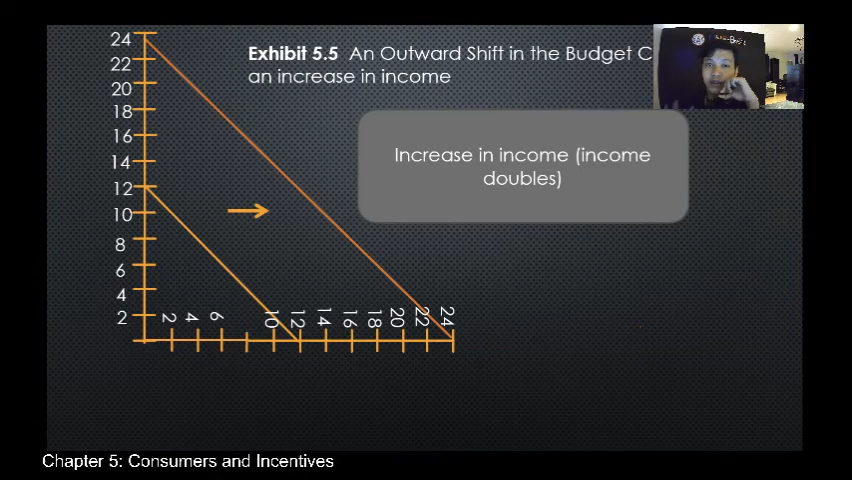 Exhibit 5.5 An Outward Shift in the Budget C
an increase in income
Increase in income (income
doubles)
24
22
20
18
16
14
12
10
8
6
4
2
2 4 6 10 12 14 16 18 20 22 24
Chapter 5: Consumers and Incentives